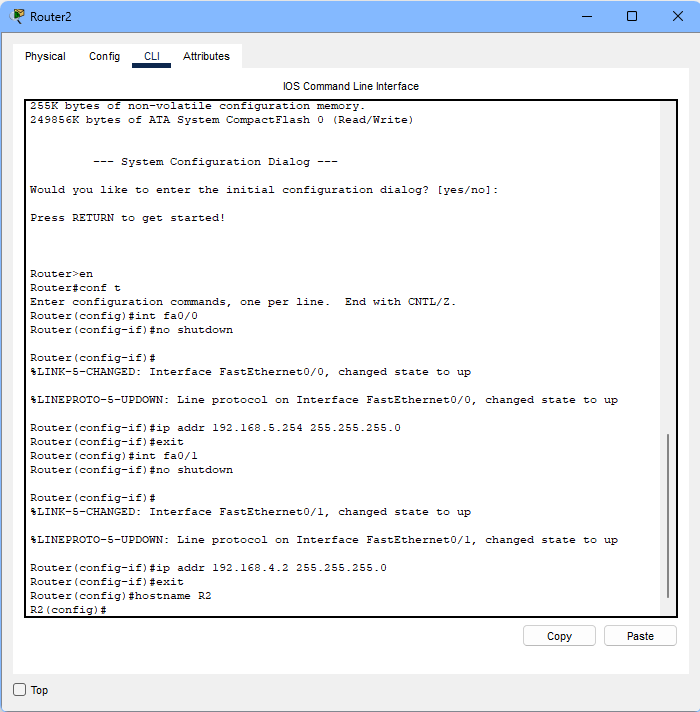 Router2
Physical Config CLI Attributes
IOS Command Line Interface
255K bytes of non-volatile configuration memory.
249856K bytes of ATA System CompactFlash 0 (Read/Write)
--- System Configuration Dialog ---
Would you like to enter the initial configuration dialog? [yes/no]:
Press RETURN to get started!
Router>en
Router#conf t
Enter configuration commands, one per line.  End with CNTL/Z.
Router(config)#int fa0/0
Router(config-if)#no shutdown
Router(config-if)#
%LINK-5-CHANGED: Interface FastEthernet0/0, changed state to up
%LINEPROTO-5-UPDOWN: Line protocol on Interface FastEthernet0/0, changed state to up
Router(config-if)#ip addr 192.168.5.254 255.255.255.0
Router(config-if)#exit
Router(config)#int fa0/1
Router(config-if)#no shutdown
Router(config-if)#
%LINK-5-CHANGED: Interface FastEthernet0/1, changed state to up
%LINEPROTO-5-UPDOWN: Line protocol on Interface FastEthernet0/1, changed state to up
Router(config-if)#ip addr 192.168.4.2 255.255.255.0
Router(config-if)#exit
Router(config)#hostname R2
R2(config)#
Copy Paste
Top